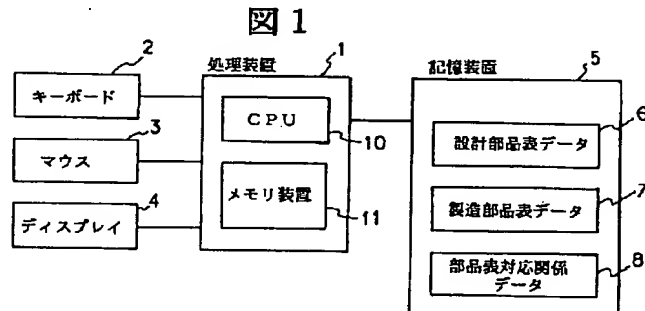 図1
2
キーボード
3
マウス
4
ディスプレイ
処理装置
1
CPU
10
メモリ装置
11
記憶装置
5
設計部品表データ
6
製造部品表データ
7
部品表対応関係
データ
8